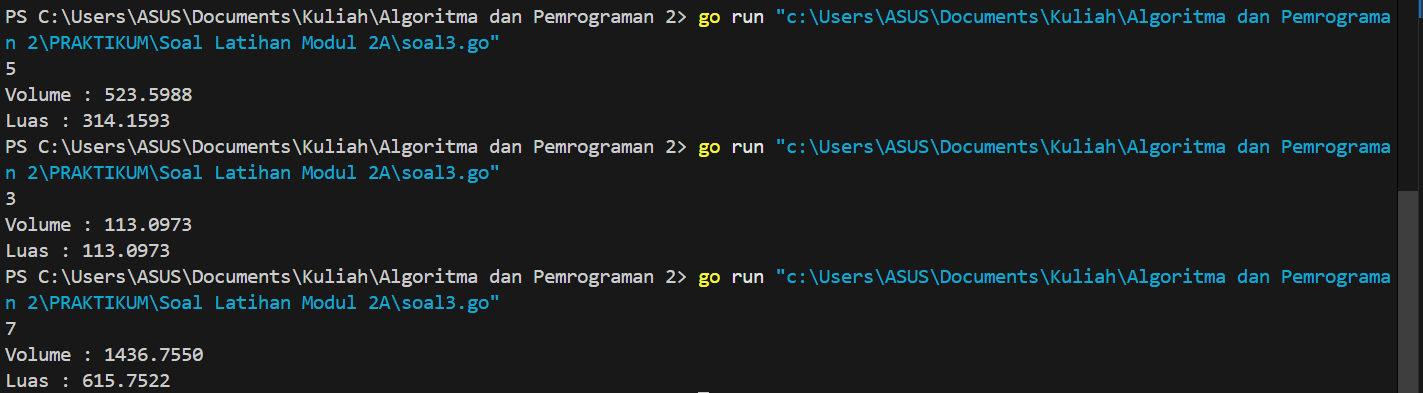 PS C:\Users\ASUS\Documents\Kuliah\Algoritma dan Pemrograman 2> go run "c:\Users\ASUS\Documents\Kuliah\Algoritma dan Pemrograma
n 2\PRAKTIKUM\Soal Latihan Modul 2A\soal3.go"
5
Volume : 523.5988
Luas : 314.1593
PS C:\Users\ASUS\Documents\Kuliah\Algoritma dan Pemrograman 2> go run "c:\Users\ASUS\Documents\Kuliah\Algoritma dan Pemrograma
n 2\PRAKTIKUM\Soal Latihan Modul 2A\soal3.go"
3
Volume : 113.0973
Luas : 113.0973
PS C:\Users\ASUS\Documents\Kuliah\Algoritma dan Pemrograman 2> go run "c:\Users\ASUS\Documents\Kuliah\Algoritma dan Pemrograma
n 2\PRAKTIKUM\Soal Latihan Modul 2A\soal3.go"
7
Volume : 1436.7550
Luas : 615.7522